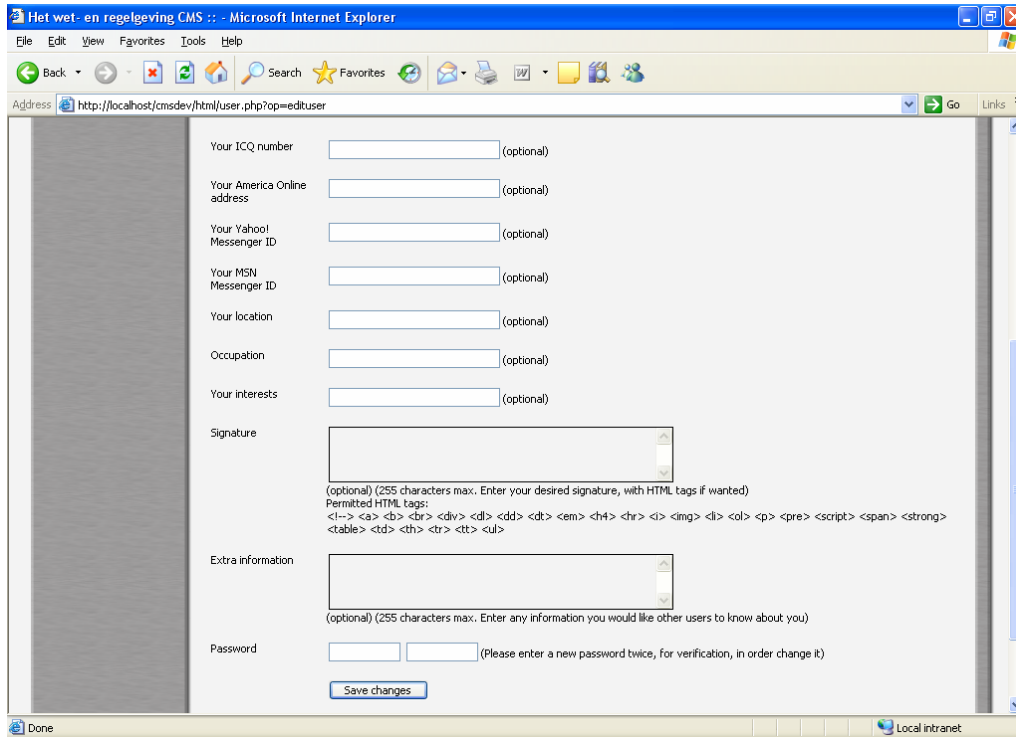 Het wet- en regelgeving CMS :: - Microsoft Internet Explorer
File Edit View Favorites Tools Help
Back Search Favorites W
Address http://localhost/cmsdev/html/user.php?op=edituser Go Links
Your ICQ number (optional)
Your America Online
address (optional)
Your Yahoo!
Messenger ID (optional)
Your MSN
Messenger ID (optional)
Your location (optional)
Occupation (optional)
Your interests (optional)
Signature
(optional) (255 characters max. Enter your desired signature, with HTML tags if wanted)
Permitted HTML tags:
<!--> <a> <b> <br> <div> <dl> <dd> <dt> <em> <h4> <hr> <i> <img> <li> <ol> <p> <pre> <script> <span> <strong>
<table> <td> <th> <tr> <tt> <ul>
Extra information
(optional) (255 characters max. Enter any information you would like other users to know about you)
Password (Please enter a new password twice, for verification, in order change it)
Save changes
Done Local intranet